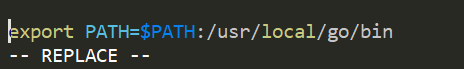 export PATH=$PATH:/usr/local/go/bin
-- REPLACE --